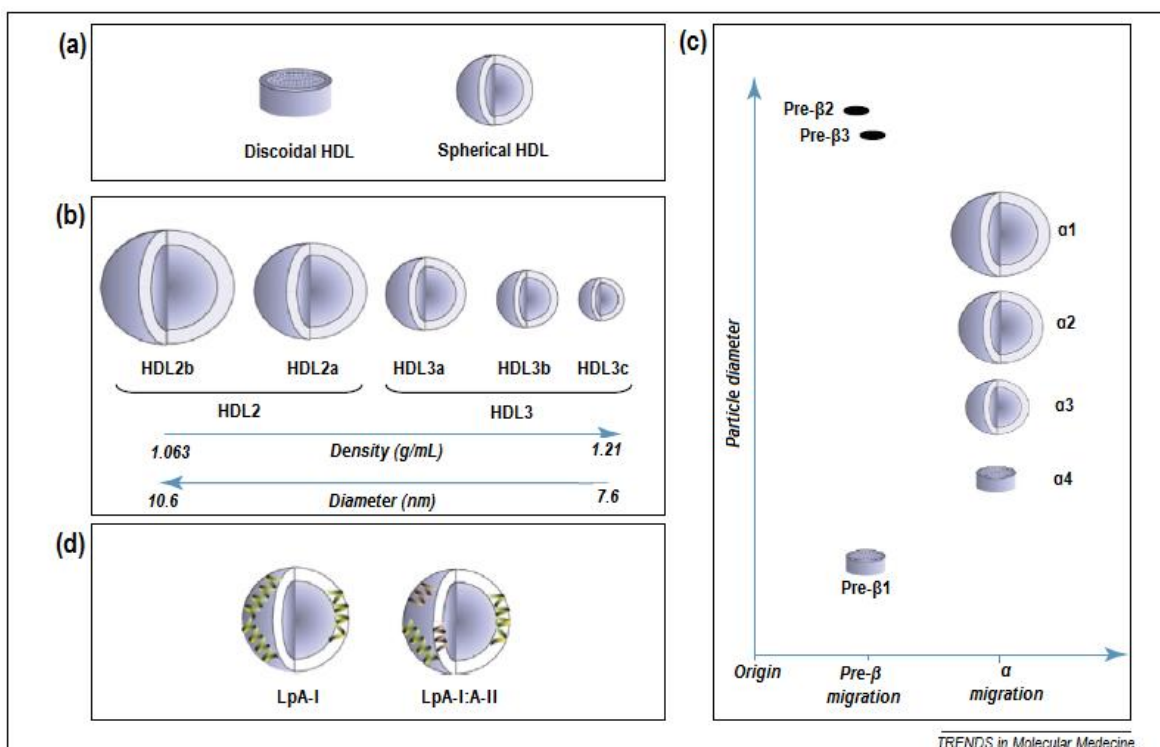 (a)
Discoidal HDL
Spherical HDL
(b)
HDL2b
HDL2a
HDL3a
HDL3b
HDL3c
HDL2
HDL3
1.063
Density (g/mL)
1.21
10.6
Diameter (nm)
7.6
(d)
LpA-I
LpA-I:A-II
(c)
Particle diameter
Pre-β2
Pre-β3
α1
α2
α3
α4
Pre-β1
Origin
Pre-β
migration
α
migration
TRENDS in Molecular Medecine